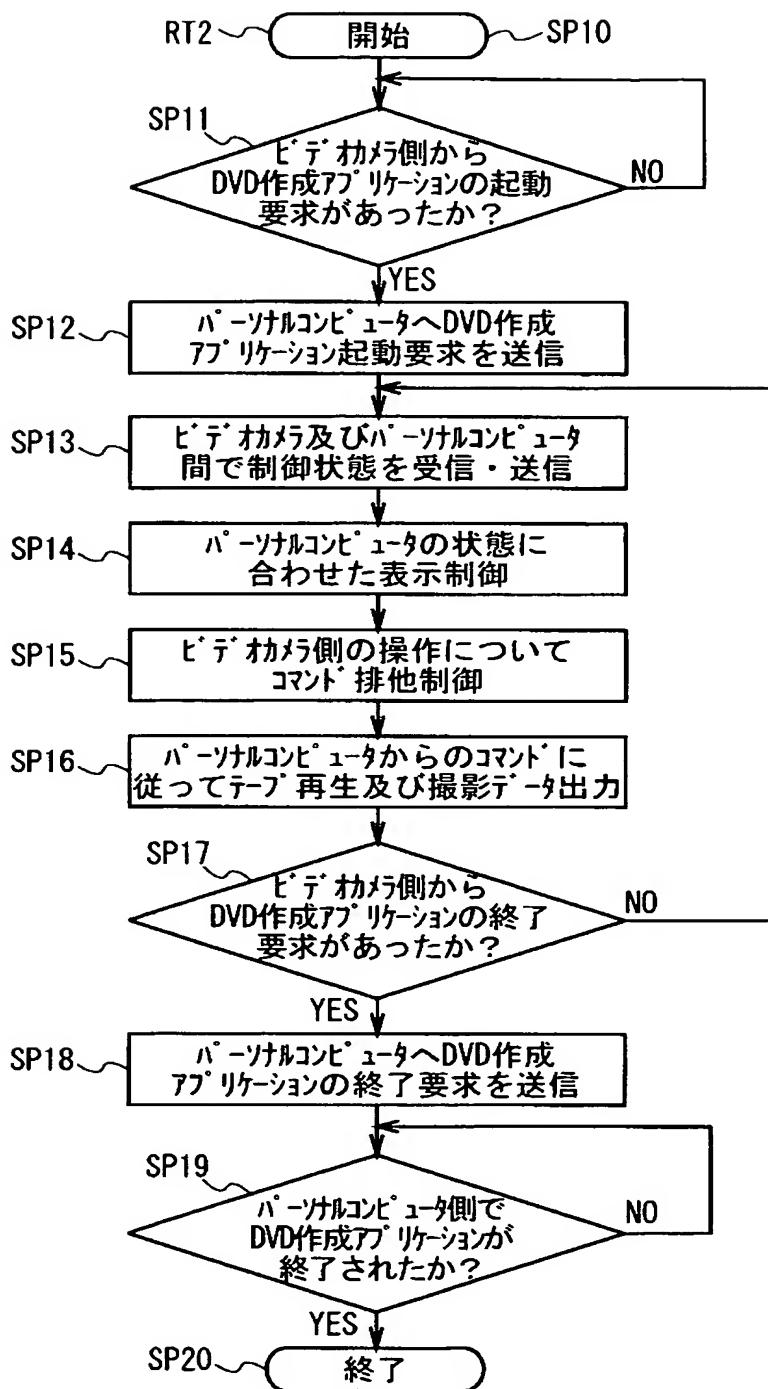 RT2
開始
SP10
SP11
ビデオカメラ側から
DVD作成アプリケーションの起動
要求があったか？
NO
YES
SP12
パーソナルコンピュータへDVD作成
アプリケーション起動要求を送信
SP13
ビデオカメラ及びパーソナルコンピュータ
間で制御状態を受信・送信
SP14
パーソナルコンピュータの状態に
合わせた表示制御
SP15
ビデオカメラ側の操作について
コマンド排他制御
SP16
パーソナルコンピュータからのコマンドに
従ってテープ再生及び撮影データ出力
SP17
ビデオカメラ側から
DVD作成アプリケーションの終了
要求があったか？
NO
YES
SP18
パーソナルコンピュータへDVD作成
アプリケーションの終了要求を送信
SP19
パーソナルコンピュータ側で
DVD作成アプリケーションが
終了されたか？
NO
YES
SP20
終了